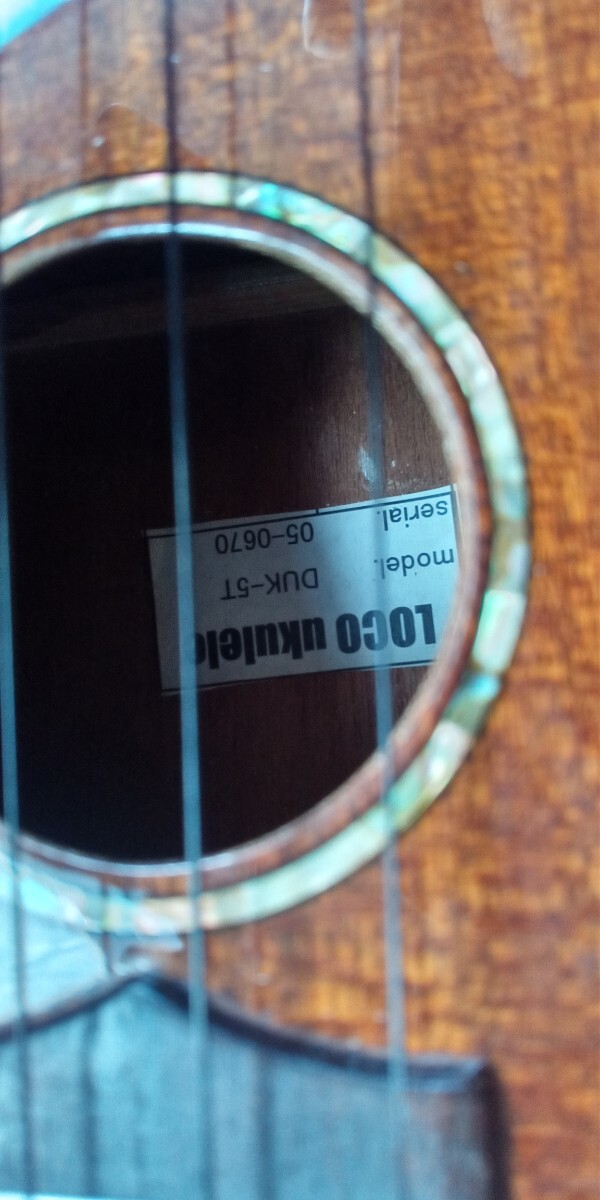 LOCO ukulele
model. DUK-5T
serial. 05-0670